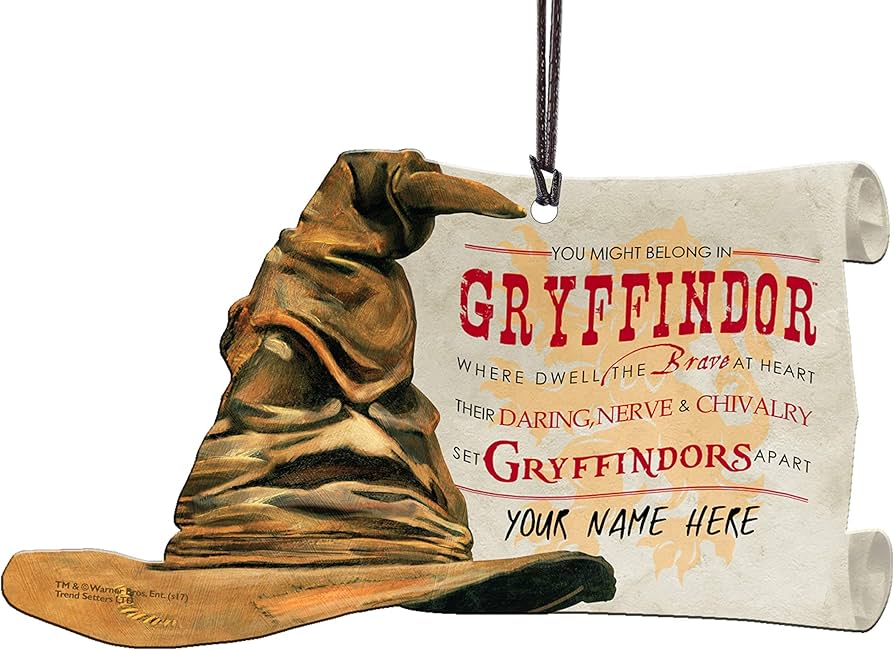 YOU MIGHT BELONG IN
GRYFFINDOR™
WHERE DWELL THE Brave AT HEART
THEIR DARING, NERVE & CHIVALRY
SET GRYFFINDORS APART
YOUR NAME HERE
TM & © Warner Bros. Ent. (s17)
Trend Setters LTD.